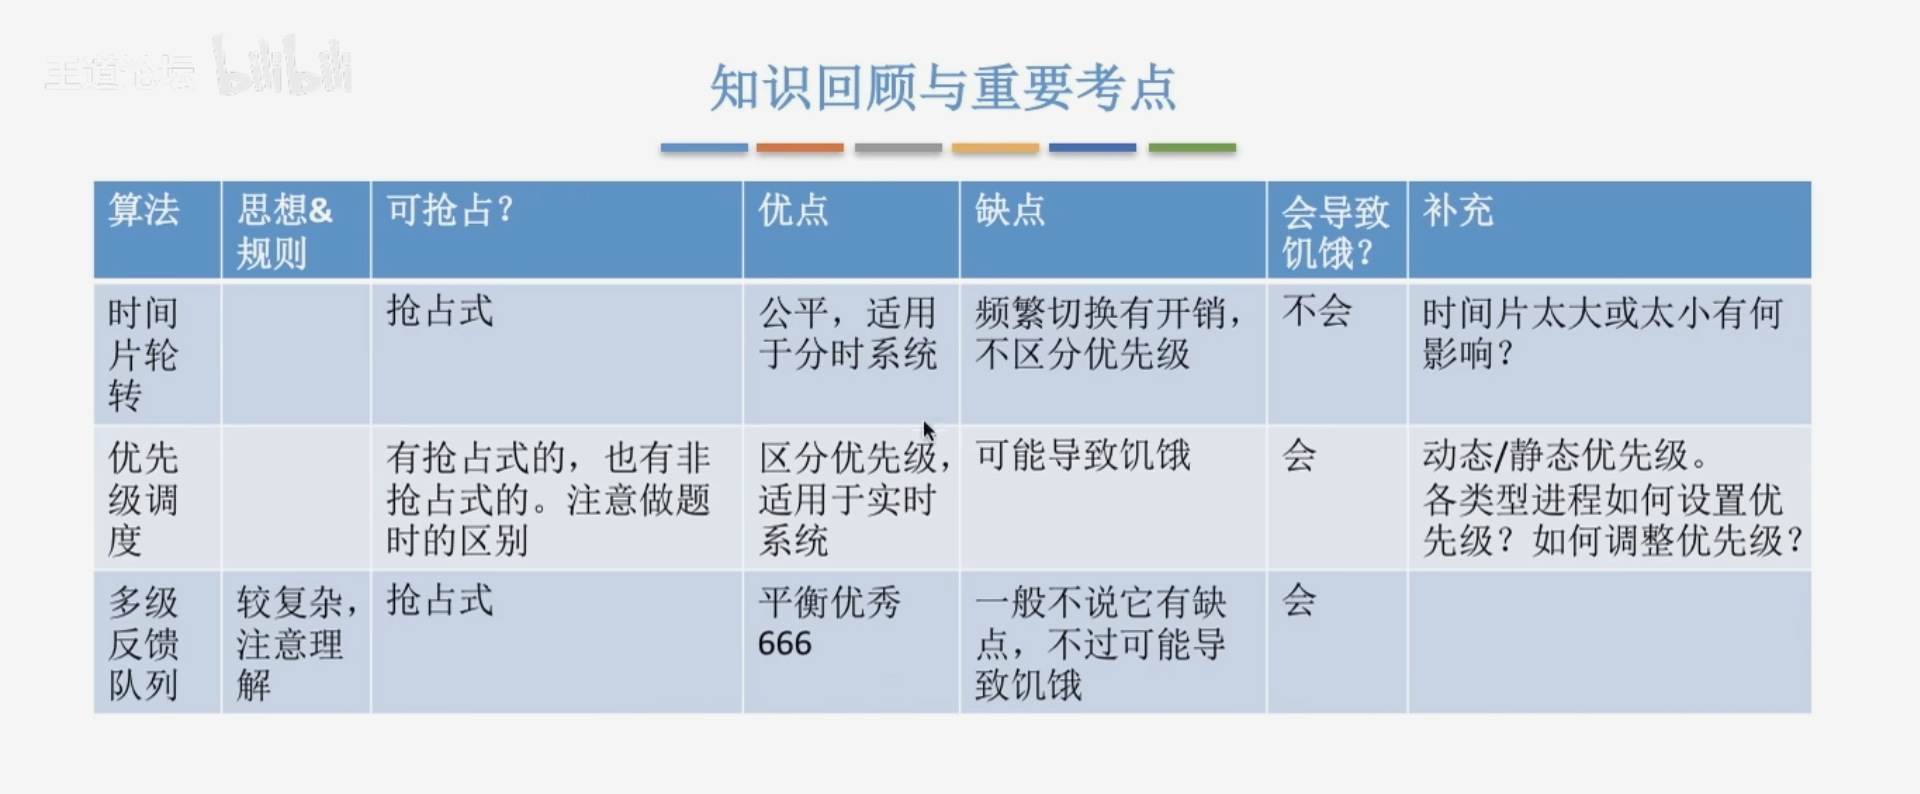 王道论坛 bilibili
知识回顾与重要考点
算法
思想&
规则
可抢占？
优点
缺点
会导致
饥饿？
补充
时间
片轮
转
抢占式
公平，适用
于分时系统
频繁切换有开销，
不区分优先级
不会
时间片太大或太小有何
影响？
优先
级调
度
有抢占式的，也有非
抢占式的。注意做题
时的区别
区分优先级，
适用于实时
系统
可能导致饥饿
会
动态/静态优先级。
各类型进程如何设置优
先级？如何调整优先级？
多级
反馈
队列
较复杂，
注意理
解
抢占式
平衡优秀
666
一般不说它有缺
点，不过可能导
致饥饿
会